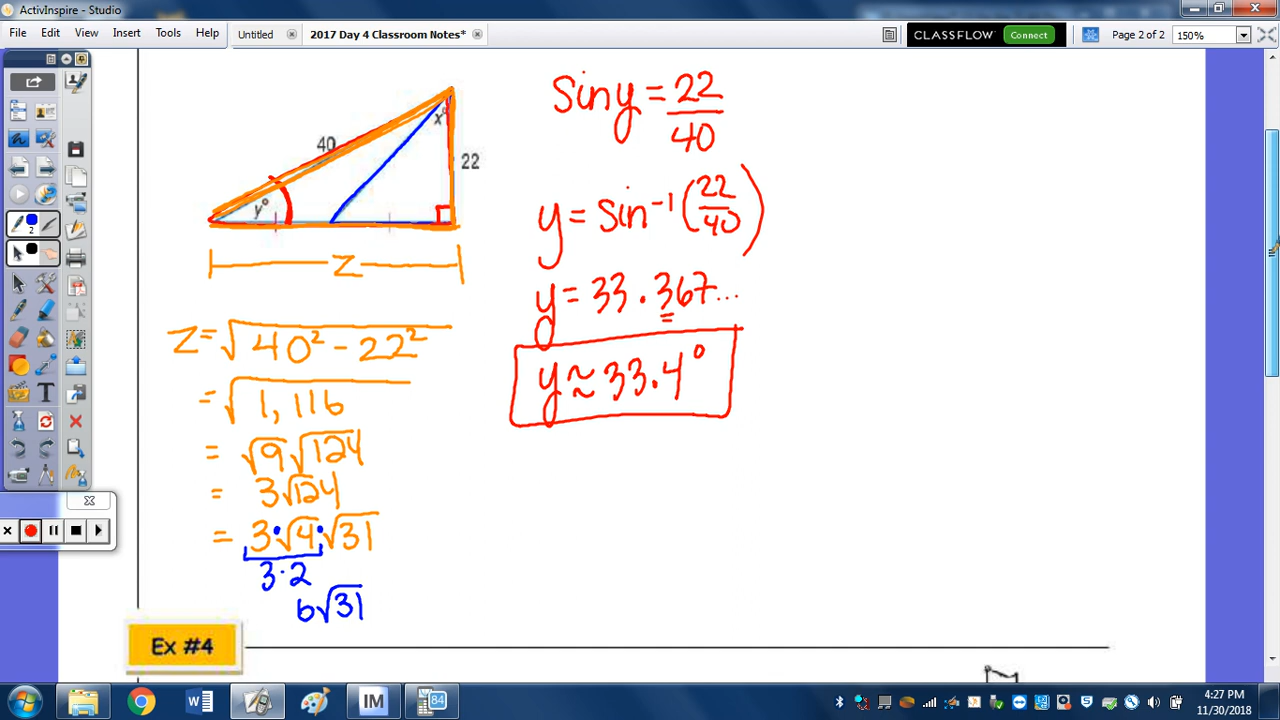 ActivInspire - Studio
File Edit View Insert Tools Help
Untitled
2017 Day 4 Classroom Notes*
CLASSFLOW Connect
Page 2 of 2
150%
40
x°
22
y°
z
z = √40² - 22²
= √1,116
= √9 √124
= 3√124
= 3·√4·√31
3·2
6√31
sin y = 22/40
y = sin⁻¹(22/40)
y = 33.367...
y ≈ 33.4°
Ex #4
2
T
W
IM
84
4:27 PM
11/30/2018